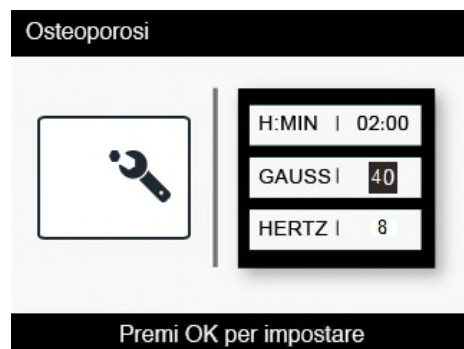 Osteoporosi
H:MIN | 02:00
GAUSS | 40
HERTZ | 8
Premi OK per impostare